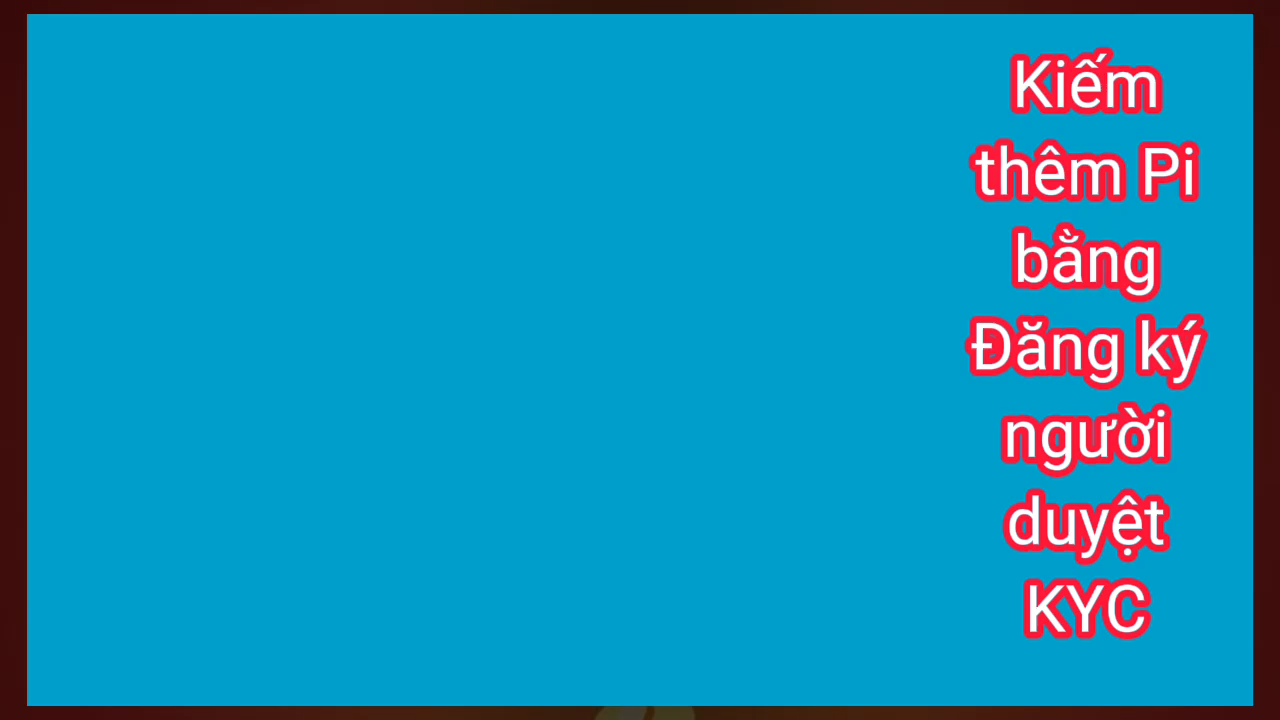 Kiếm
thêm Pi
bằng
Đăng ký
người
duyệt
KYC